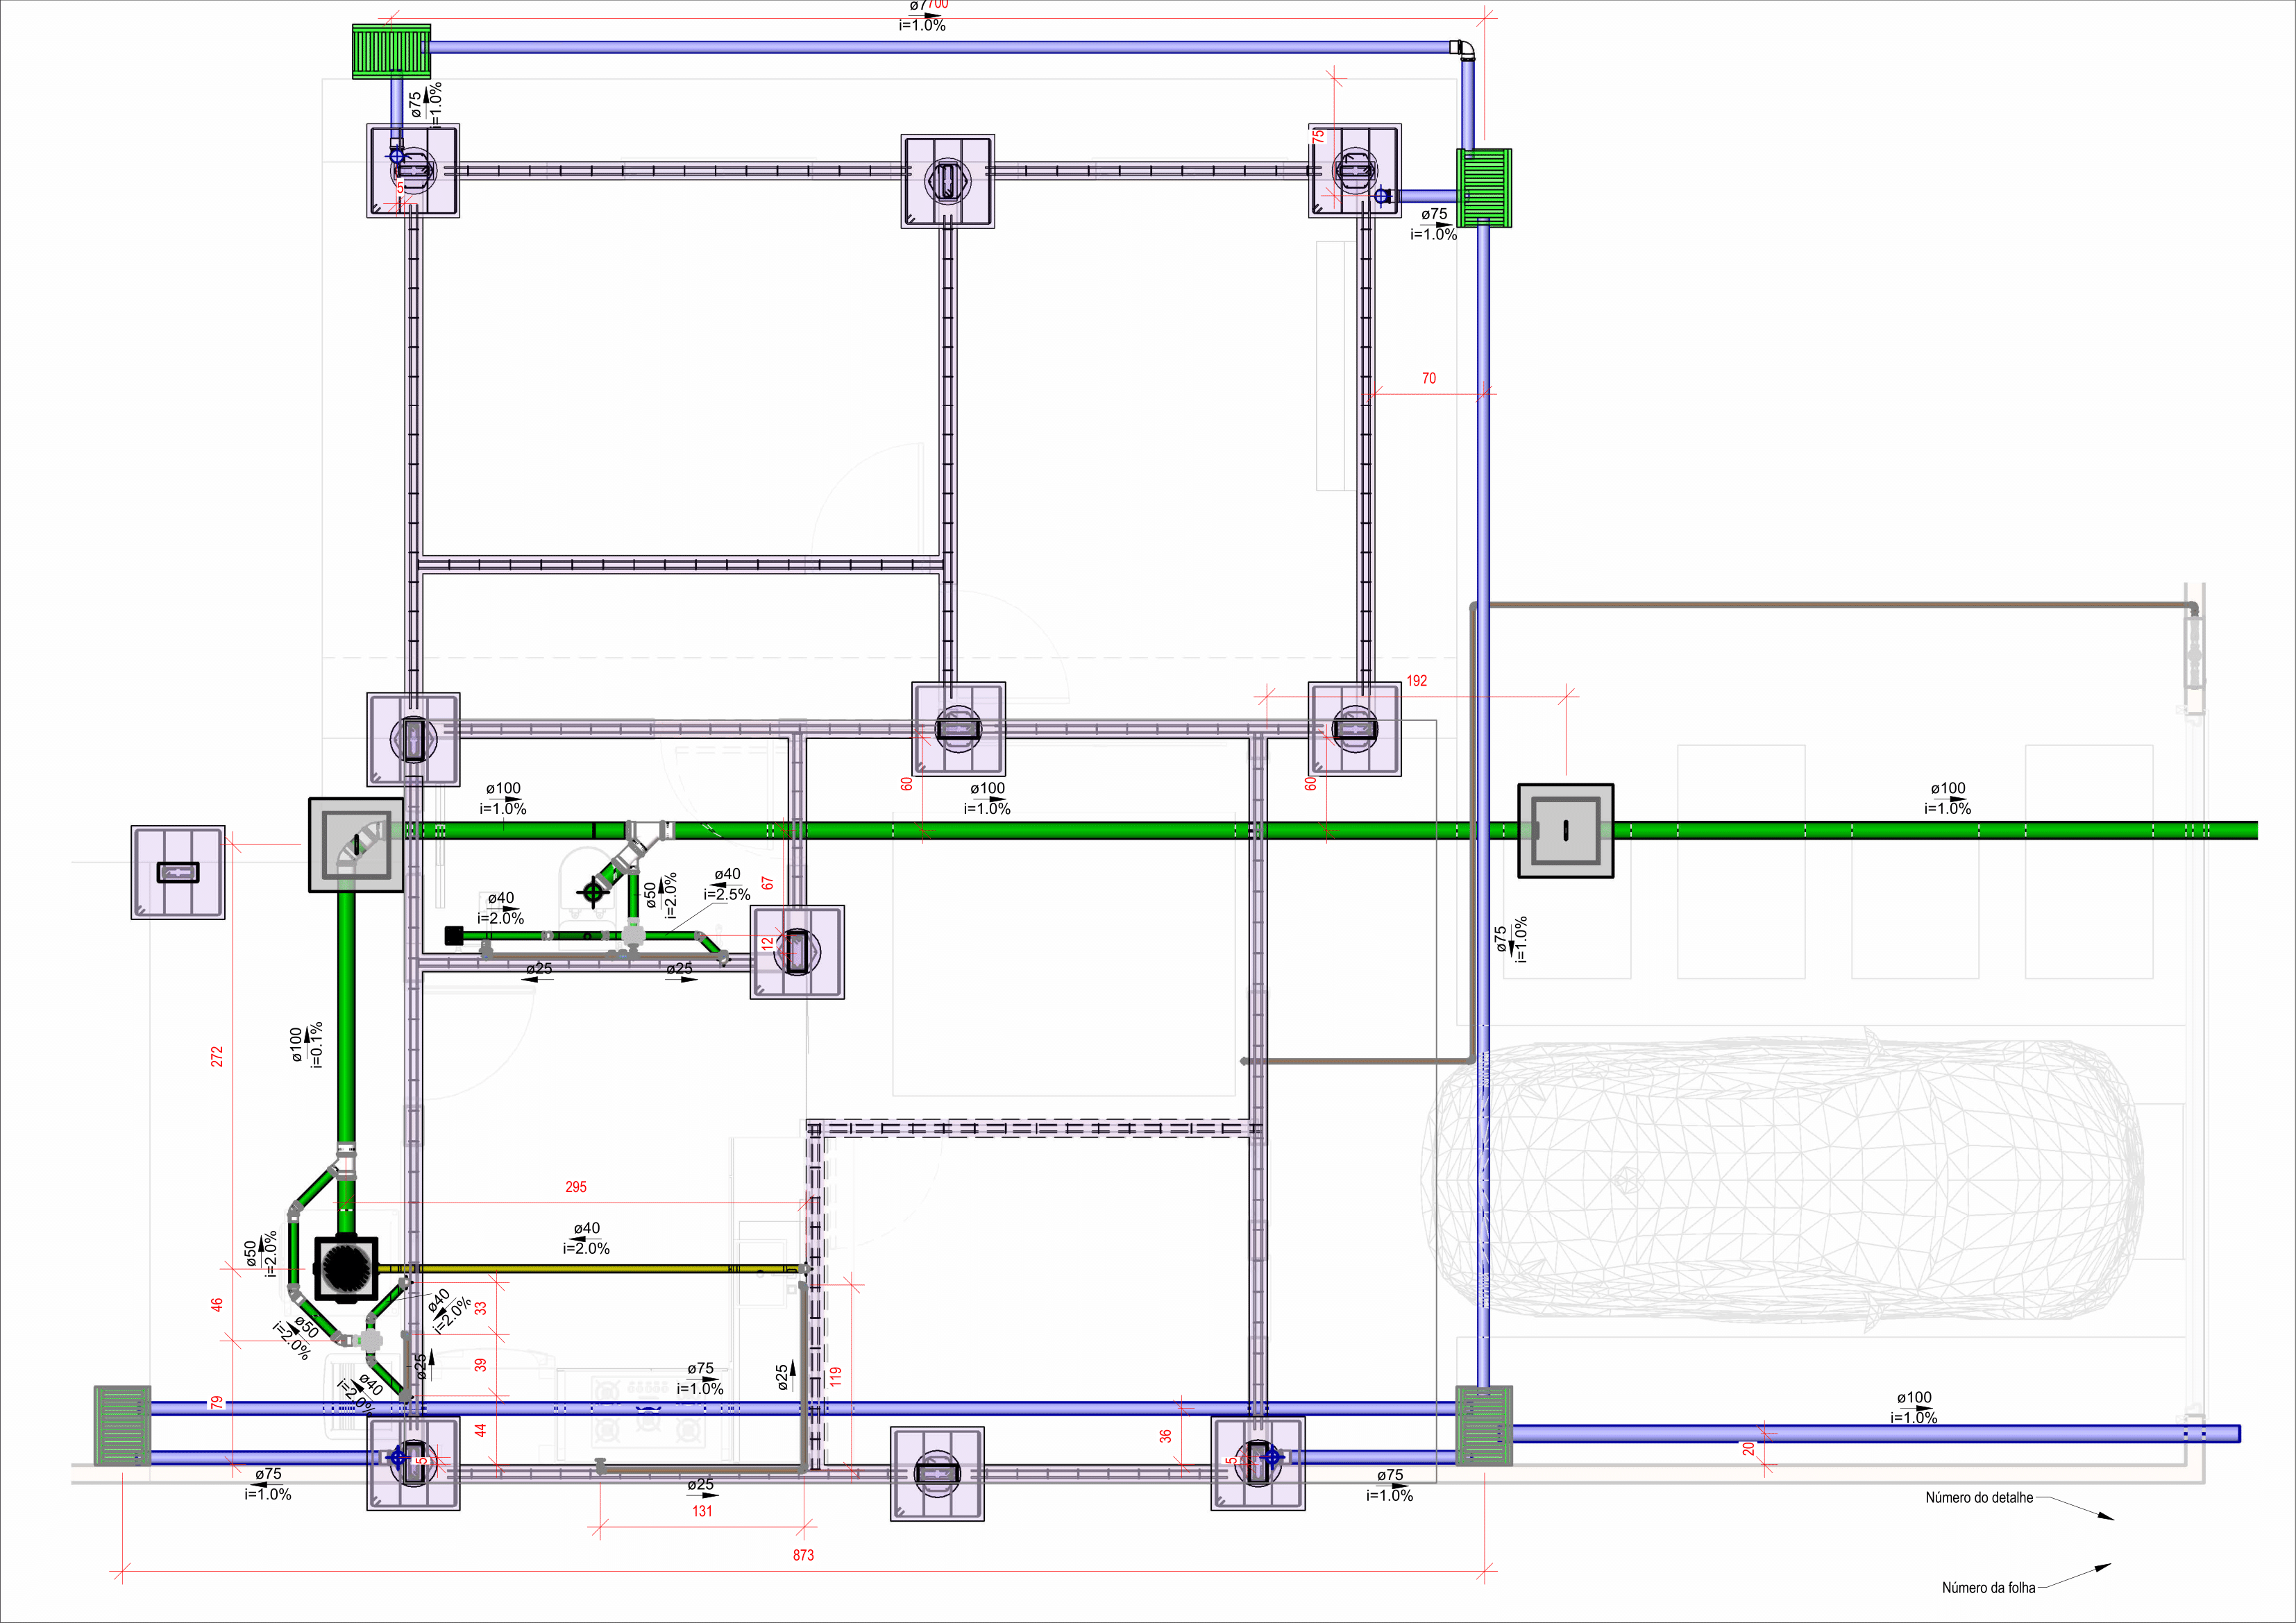 ø7700
i=1.0%
ø75
i=1.0%
75
5
ø75
i=1.0%
70
192
ø100
i=1.0%
60
ø100
i=1.0%
60
ø100
i=1.0%
ø40
i=2.0%
ø50
i=2.0%
ø40
i=2.5%
67
12
ø25
ø25
ø75
i=1.0%
272
ø100
i=0.1%
295
ø40
i=2.0%
ø50
i=2.0%
46
ø50
i=2.0%
ø40
i=2.0%
33
39
ø25
ø40
i=2.0%
79
44
ø75
i=1.0%
ø25
119
36
5
5
ø100
i=1.0%
20
ø75
i=1.0%
ø25
131
ø75
i=1.0%
873
Número do detalhe
Número da folha